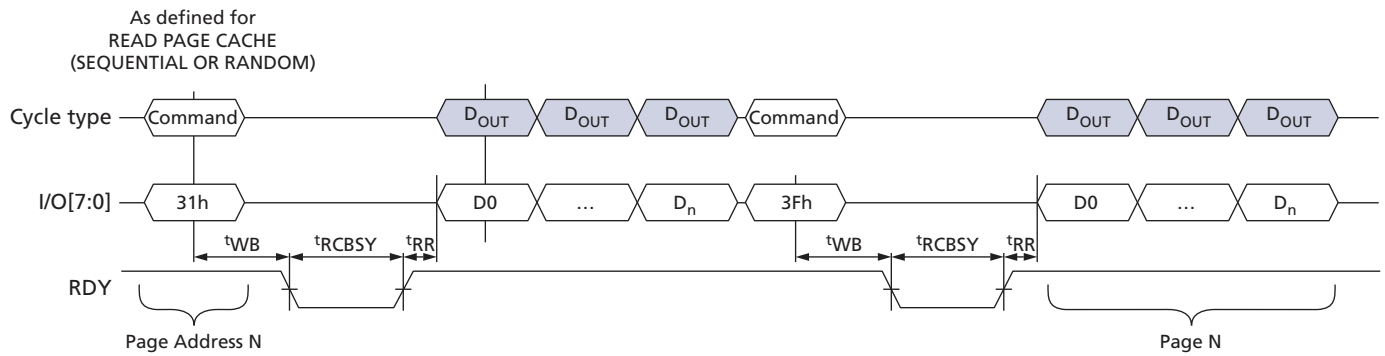 As defined for
READ PAGE CACHE
(SEQUENTIAL OR RANDOM)
Cycle type Command DOUT DOUT DOUT Command DOUT DOUT DOUT
I/O[7:0] 31h D0 … Dn 3Fh D0 … Dn
tWB tRCBSY tRR tWB tRCBSY tRR
RDY
Page Address N Page N